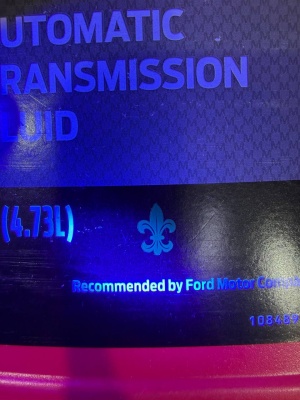 UTOMATIC
RANSMISSION
LUID
(4.73L)
Recommended by Ford Motor